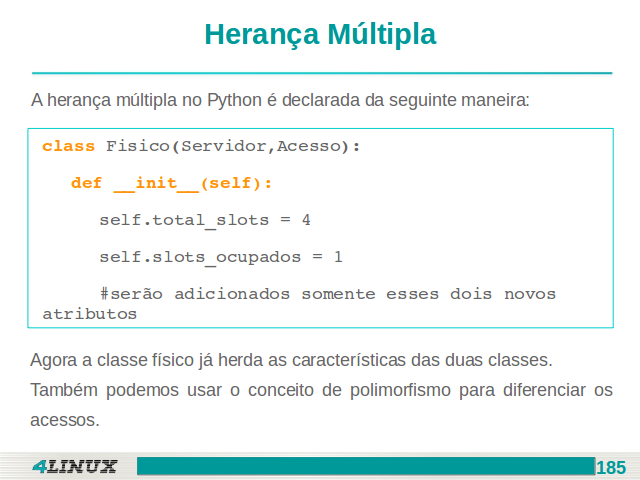 Herança Múltipla
A herança múltipla no Python é declarada da seguinte maneira:
class Fisico(Servidor,Acesso):
def __init__(self):
self.total_slots = 4
self.slots_ocupados = 1
#serão adicionados somente esses dois novos
atributos
Agora a classe físico já herda as características das duas classes.
Também podemos usar o conceito de polimorfismo para diferenciar os
acessos.
4LINUX
185